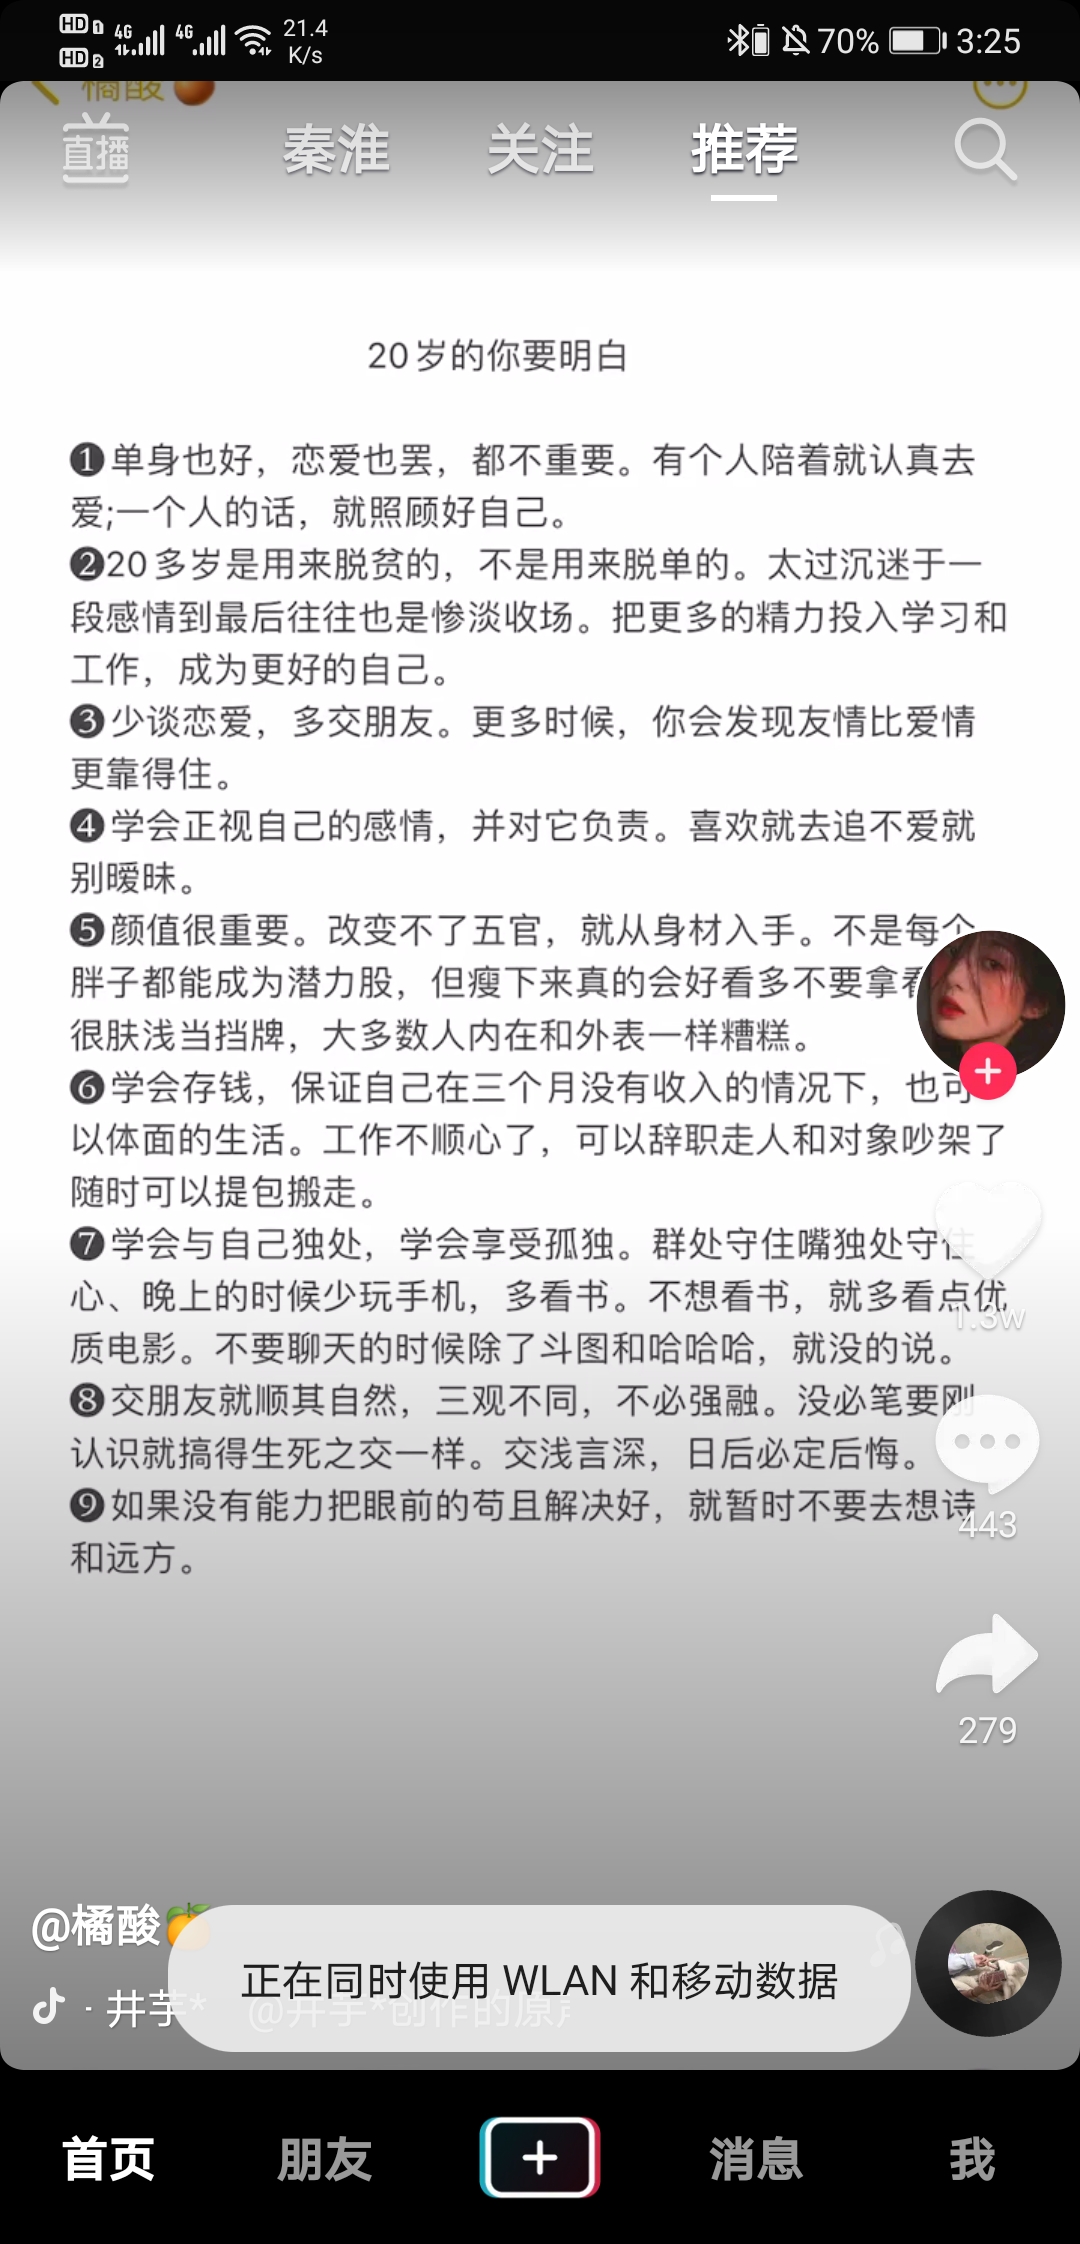 HD 1 4G 4G 21.4 K/s
HD 2
70% 3:25
橘酸
直播 秦淮 关注 推荐
20岁的你要明白
❶单身也好，恋爱也罢，都不重要。有个人陪着就认真去
爱;一个人的话，就照顾好自己。
❷20多岁是用来脱贫的，不是用来脱单的。太过沉迷于一
段感情到最后往往也是惨淡收场。把更多的精力投入学习和
工作，成为更好的自己。
❸少谈恋爱，多交朋友。更多时候，你会发现友情比爱情
更靠得住。
❹学会正视自己的感情，并对它负责。喜欢就去追不爱就
别暧昧。
❺颜值很重要。改变不了五官，就从身材入手。不是每个
胖子都能成为潜力股，但瘦下来真的会好看多不要拿看
很肤浅当挡牌，大多数人内在和外表一样糟糕。
❻学会存钱，保证自己在三个月没有收入的情况下，也可
以体面的生活。工作不顺心了，可以辞职走人和对象吵架了
随时可以提包搬走。
❼学会与自己独处，学会享受孤独。群处守住嘴独处守住
心、晚上的时候少玩手机，多看书。不想看书，就多看点优
质电影。不要聊天的时候除了斗图和哈哈哈，就没的说。
❽交朋友就顺其自然，三观不同，不必强融。没必笔要刚
认识就搞得生死之交一样。交浅言深，日后必定后悔。
❾如果没有能力把眼前的苟且解决好，就暂时不要去想诗
和远方。
1.3w
443
279
@橘酸
· 井芋* @井芋*创作的原声
正在同时使用 WLAN 和移动数据
首页 朋友 消息 我